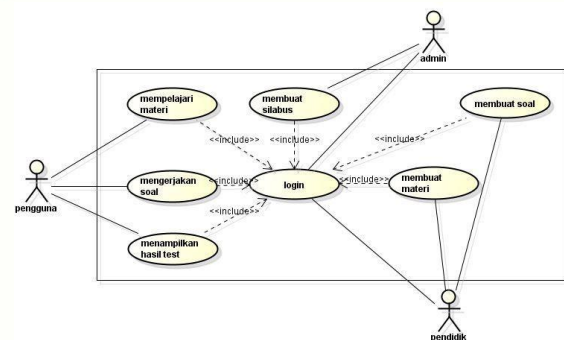 admin
mempelajari
materi
membuat
silabus
membuat soal
<<include>>
<<include>>
<<include>>
pengguna
mengerjakan
soal
<<include>>
login
<<include>>
membuat
materi
<<include>>
menampilkan
hasil test
pendidik